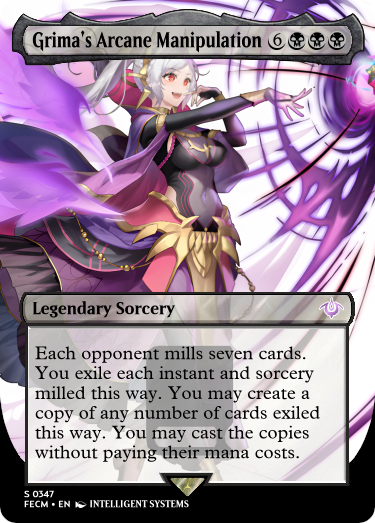 Grima's Arcane Manipulation 6
Legendary Sorcery
Each opponent mills seven cards.
You exile each instant and sorcery
milled this way. You may create a
copy of any number of cards exiled
this way. You may cast the copies
without paying their mana costs.
S 0347
FECM • EN INTELLIGENT SYSTEMS